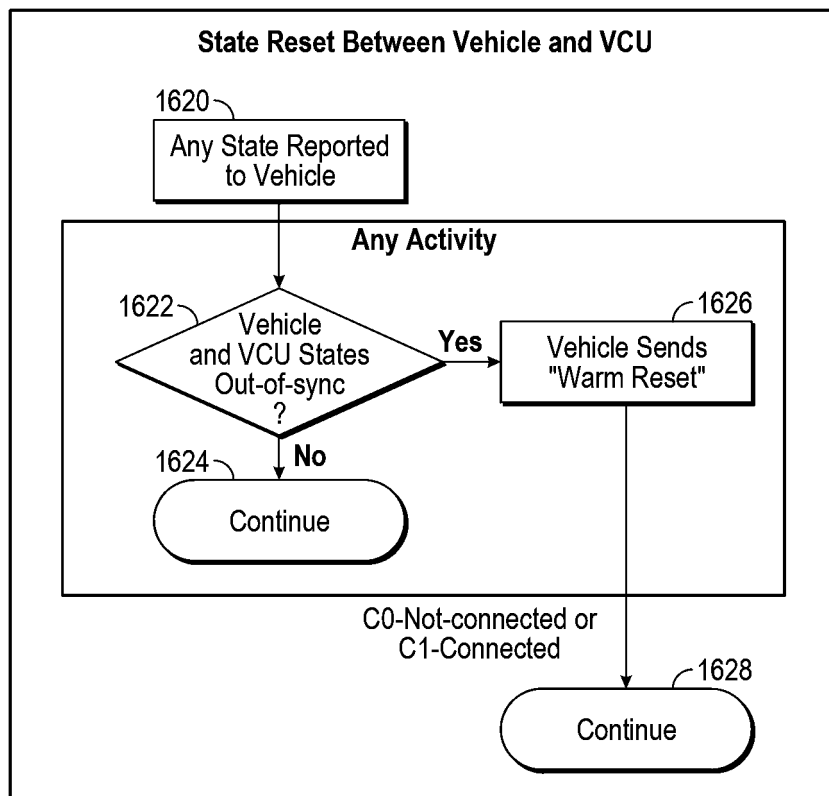 State Reset Between Vehicle and VCU
1620
Any State Reported
to Vehicle
Any Activity
1622
Vehicle
and VCU States
Out-of-sync
?
Yes
1626
Vehicle Sends
"Warm Reset"
No
1624
Continue
C0-Not-connected or
C1-Connected
1628
Continue